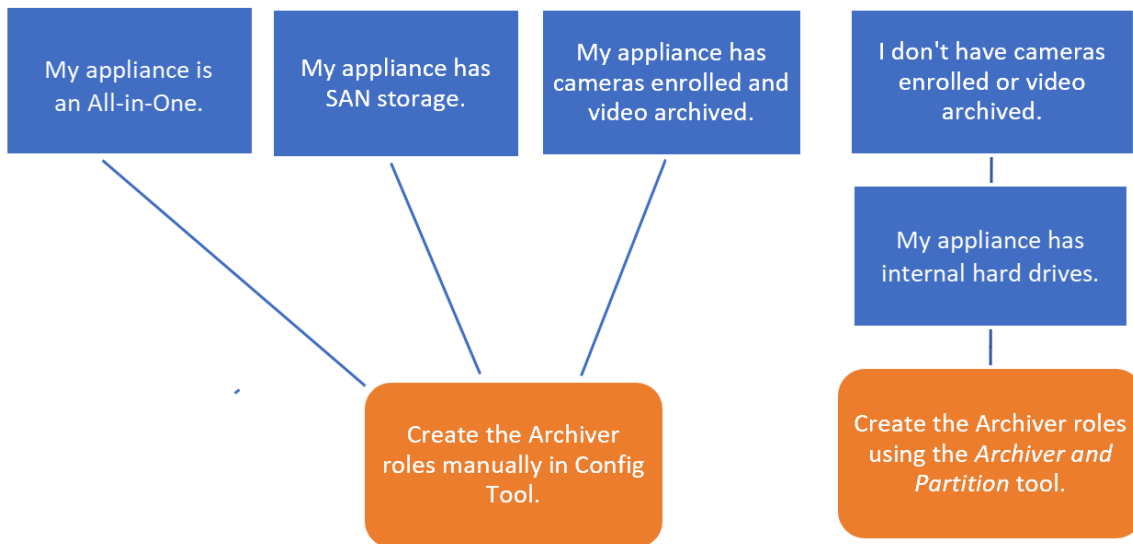 My appliance is
an All-in-One.
My appliance has
SAN storage.
My appliance has
cameras enrolled and
video archived.
I don't have cameras
enrolled or video
archived.
My appliance has
internal hard drives.
Create the Archiver
roles manually in Config
Tool.
Create the Archiver roles
using the Archiver and
Partition tool.